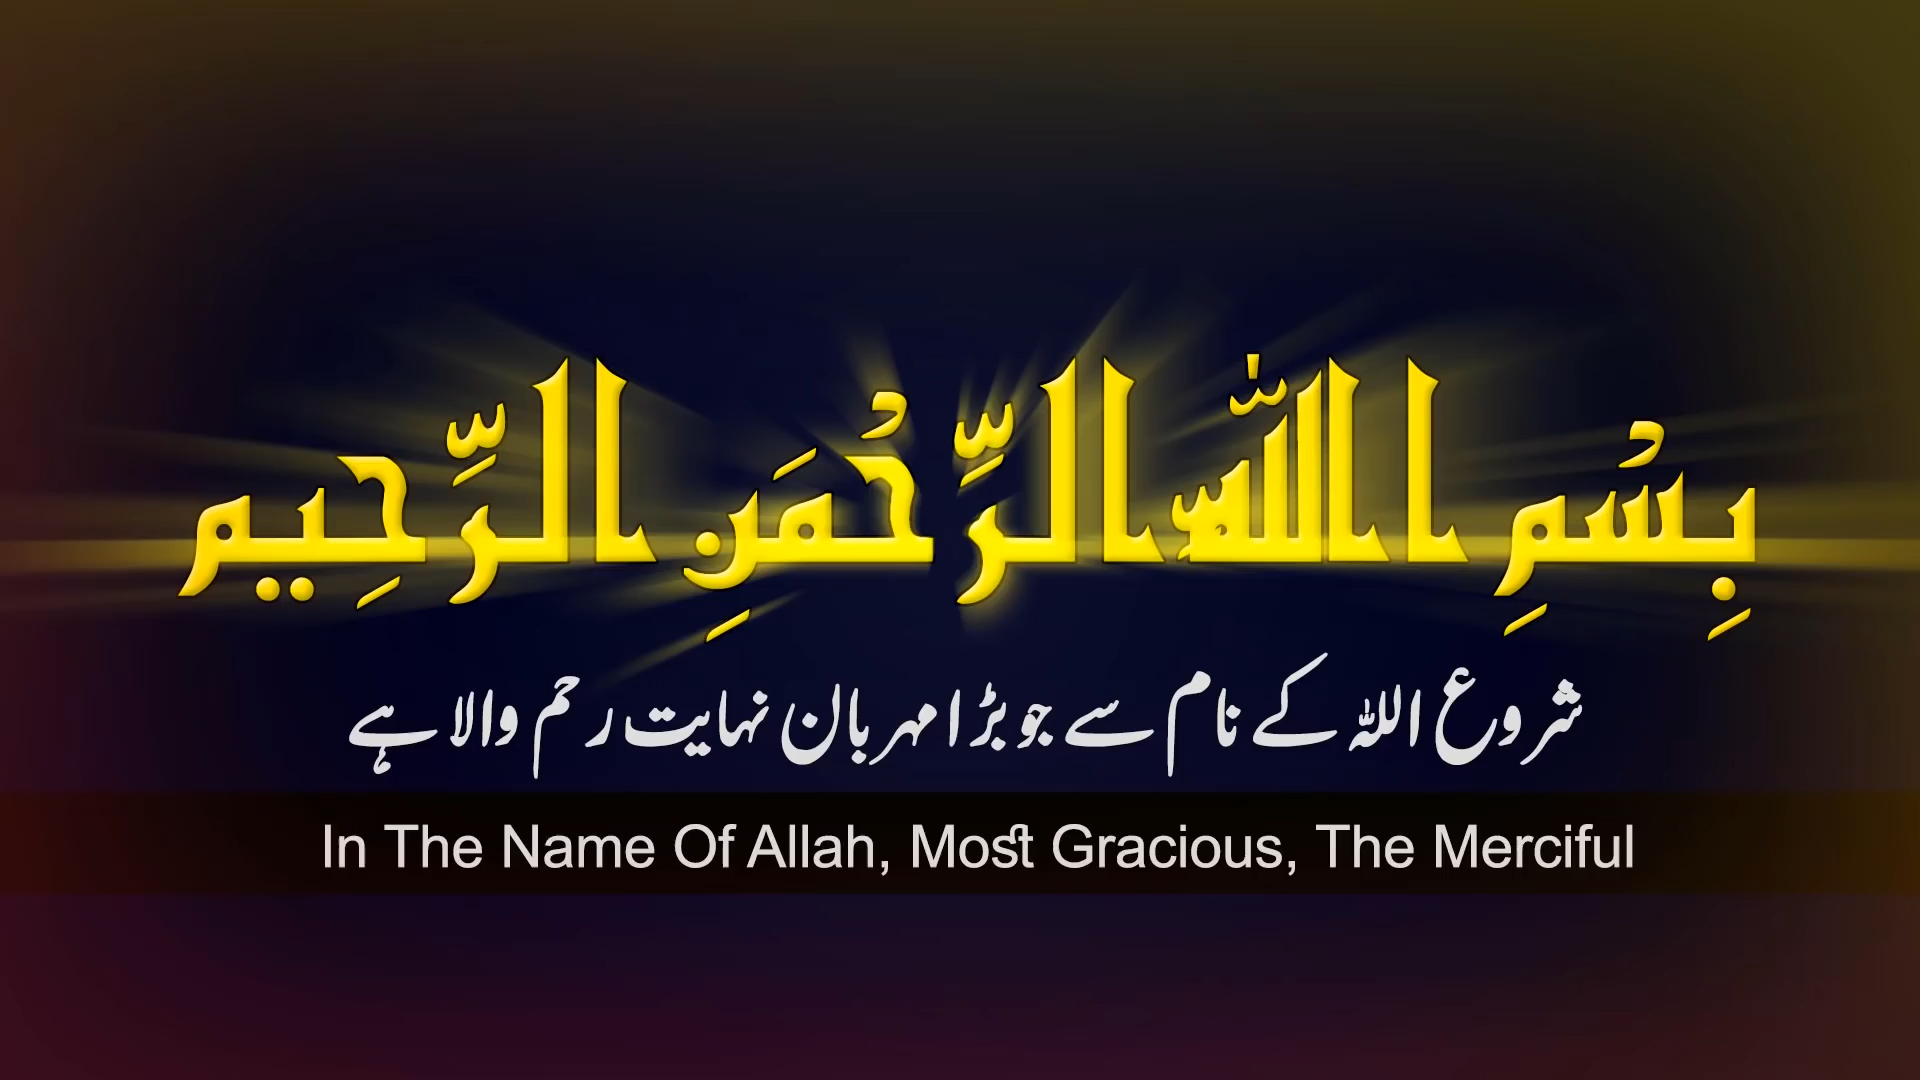 بِسْمِ اللّٰهِ الرَّحْمَنِ الرَّحِيم
شروع اللہ کے نام سے جو بڑا مہربان نہایت رحم والا ہے
In The Name Of Allah, Most Gracious, The Merciful